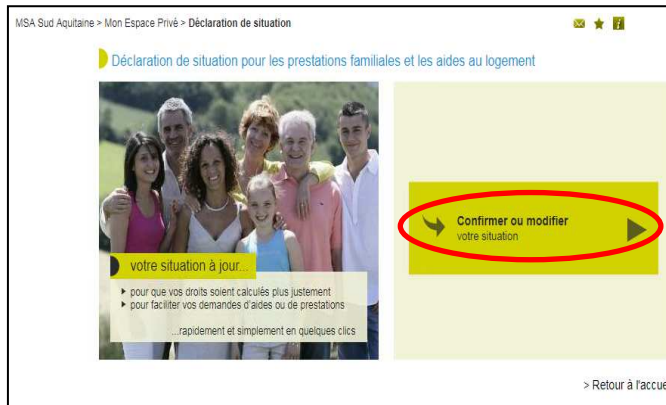 MSA Sud Aquitaine > Mon Espace Privé > Déclaration de situation
Déclaration de situation pour les prestations familiales et les aides au logement
Confirmer ou modifier
votre situation
votre situation à jour...
pour que vos droits soient calculés plus justement
pour faciliter vos demandes d'aides ou de prestations
...rapidement et simplement en quelques clics
> Retour à l'accue